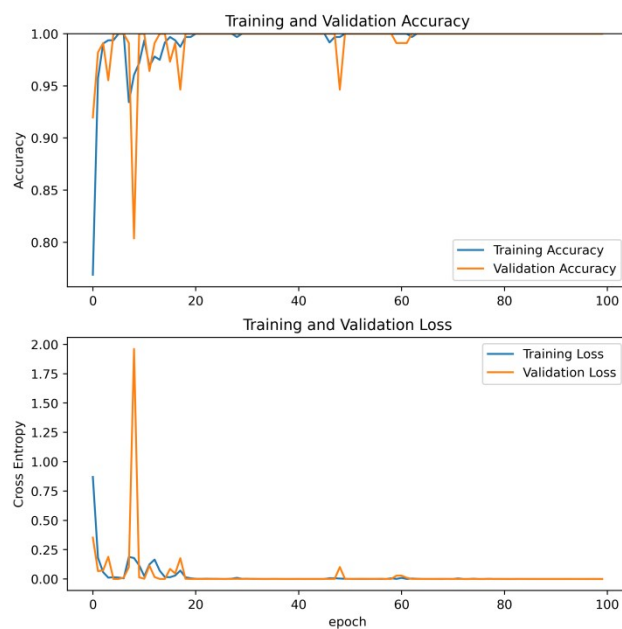 Training and Validation Accuracy
1.00
0.95
0.90
0.85
0.80
Accuracy
Training Accuracy
Validation Accuracy
0 20 40 60 80 100
Training and Validation Loss
2.00
1.75
1.50
1.25
1.00
0.75
0.50
0.25
0.00
Cross Entropy
Training Loss
Validation Loss
0 20 40 60 80 100
epoch